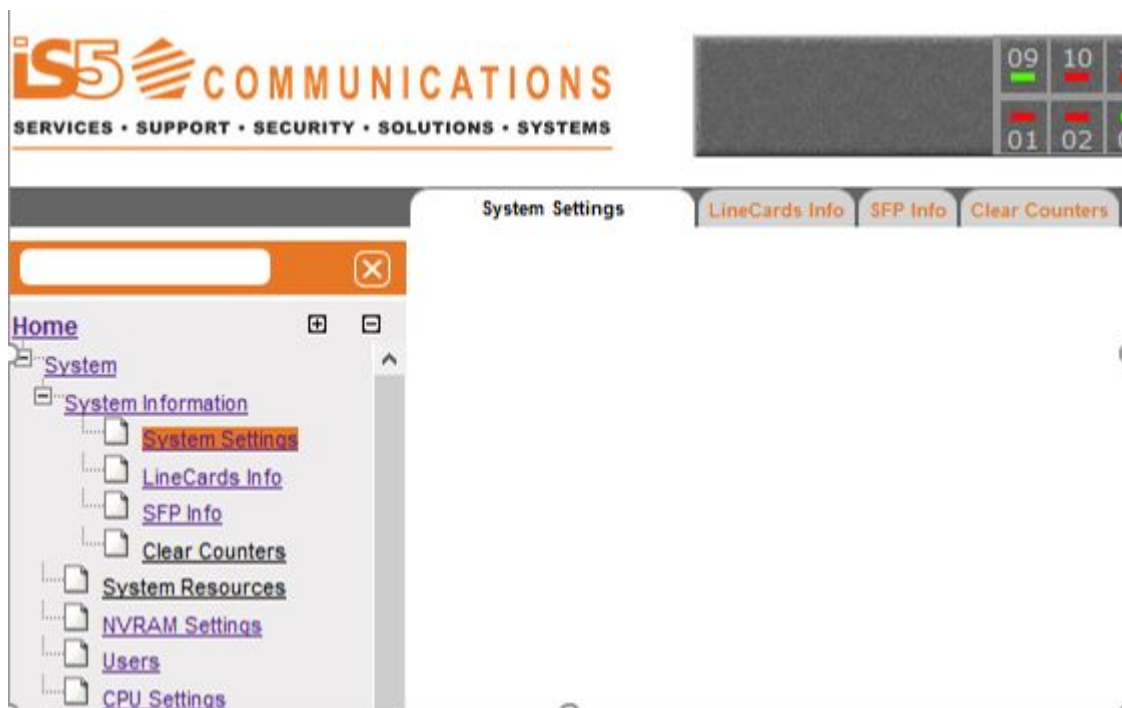 iS5 COMMUNICATIONS
SERVICES • SUPPORT • SECURITY • SOLUTIONS • SYSTEMS
09 10
01 02
System Settings LineCards Info SFP Info Clear Counters
Home
System
System Information
System Settings
LineCards Info
SFP Info
Clear Counters
System Resources
NVRAM Settings
Users
CPU Settings